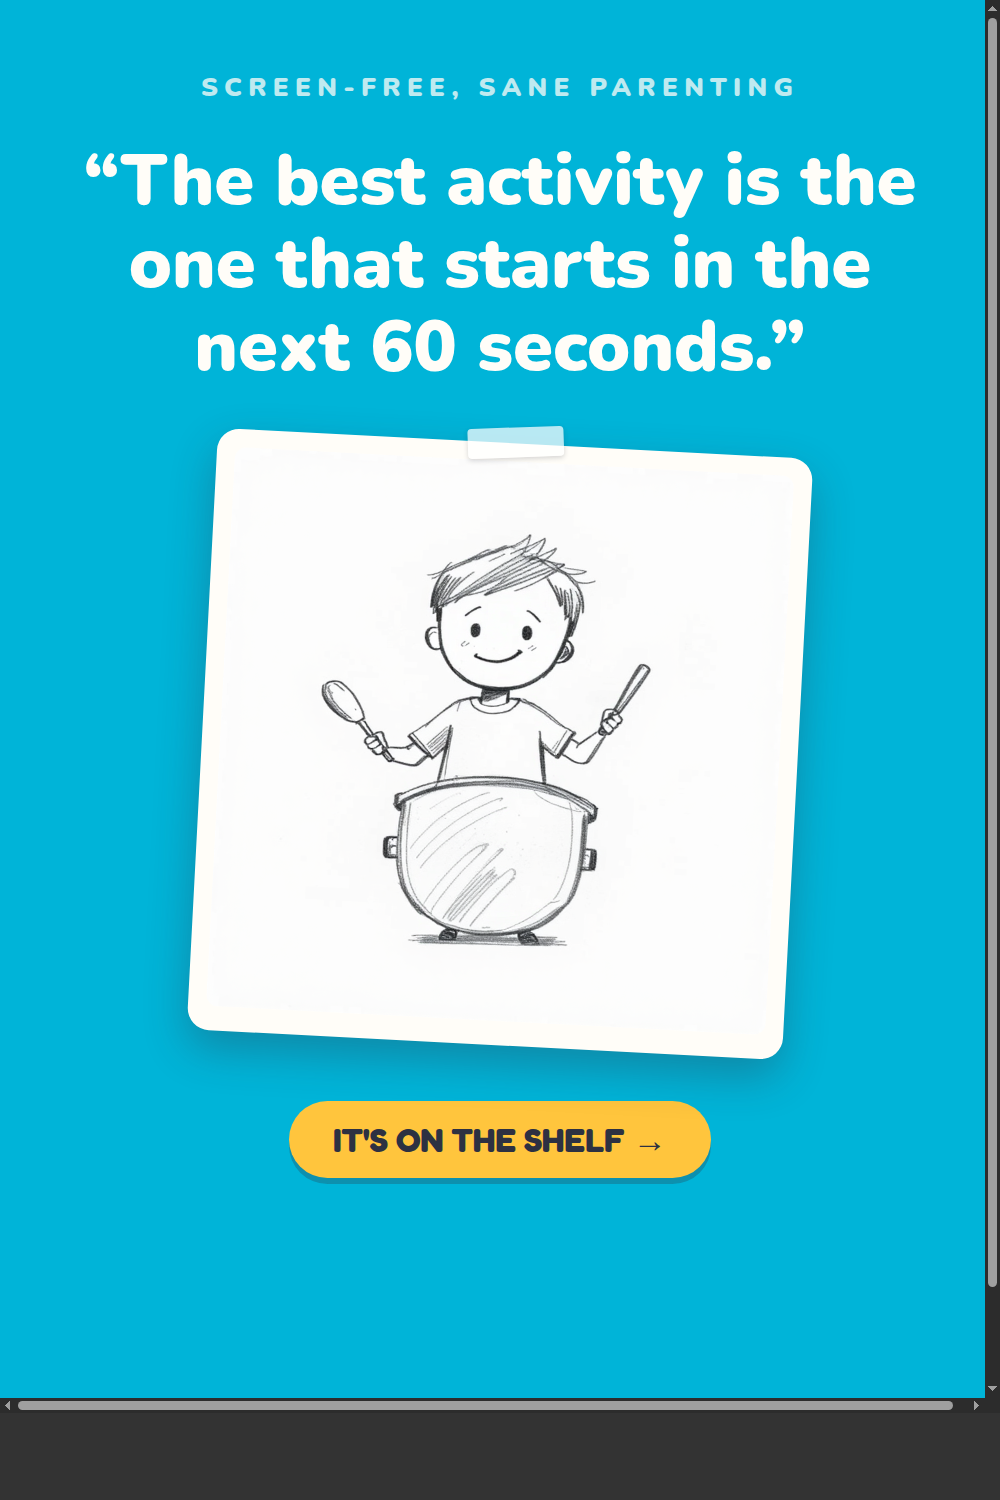 SCREEN-FREE, SANE PARENTING
“The best activity is the
one that starts in the
next 60 seconds.”
IT'S ON THE SHELF →